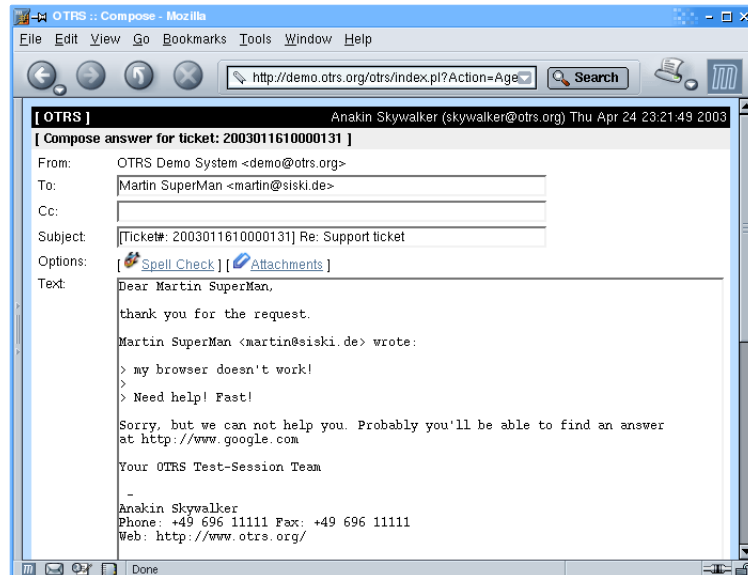 OTRS :: Compose - Mozilla
File Edit View Go Bookmarks Tools Window Help
http://demo.otrs.org/otrs/index.pl?Action=Age Search
[ OTRS ] Anakin Skywalker (skywalker@otrs.org) Thu Apr 24 23:21:49 2003
[ Compose answer for ticket: 2003011610000131 ]
From: OTRS Demo System <demo@otrs.org>
To: Martin SuperMan <martin@siski.de>
Cc:
Subject: [Ticket#: 2003011610000131] Re: Support ticket
Options: [ Spell Check ] [ Attachments ]
Text: Dear Martin SuperMan,
thank you for the request.
Martin SuperMan <martin@siski.de> wrote:
> my browser doesn't work!
>
> Need help! Fast!
Sorry, but we can not help you. Probably you'll be able to find an answer
at http://www.google.com
Your OTRS Test-Session Team
-
Anakin Skywalker
Phone: +49 696 11111 Fax: +49 696 11111
Web: http://www.otrs.org/
Done